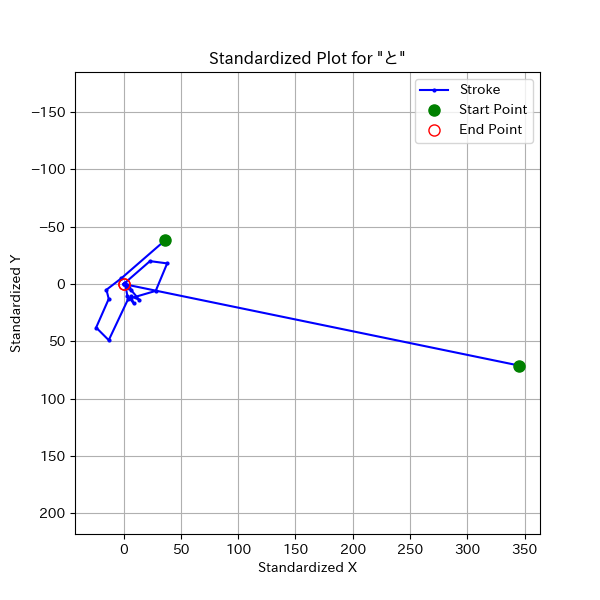 Standardized Plot for "と"
Stroke
Start Point
End Point
−150
−100
−50
0
50
100
150
200
Standardized Y
0 50 100 150 200 250 300 350
Standardized X